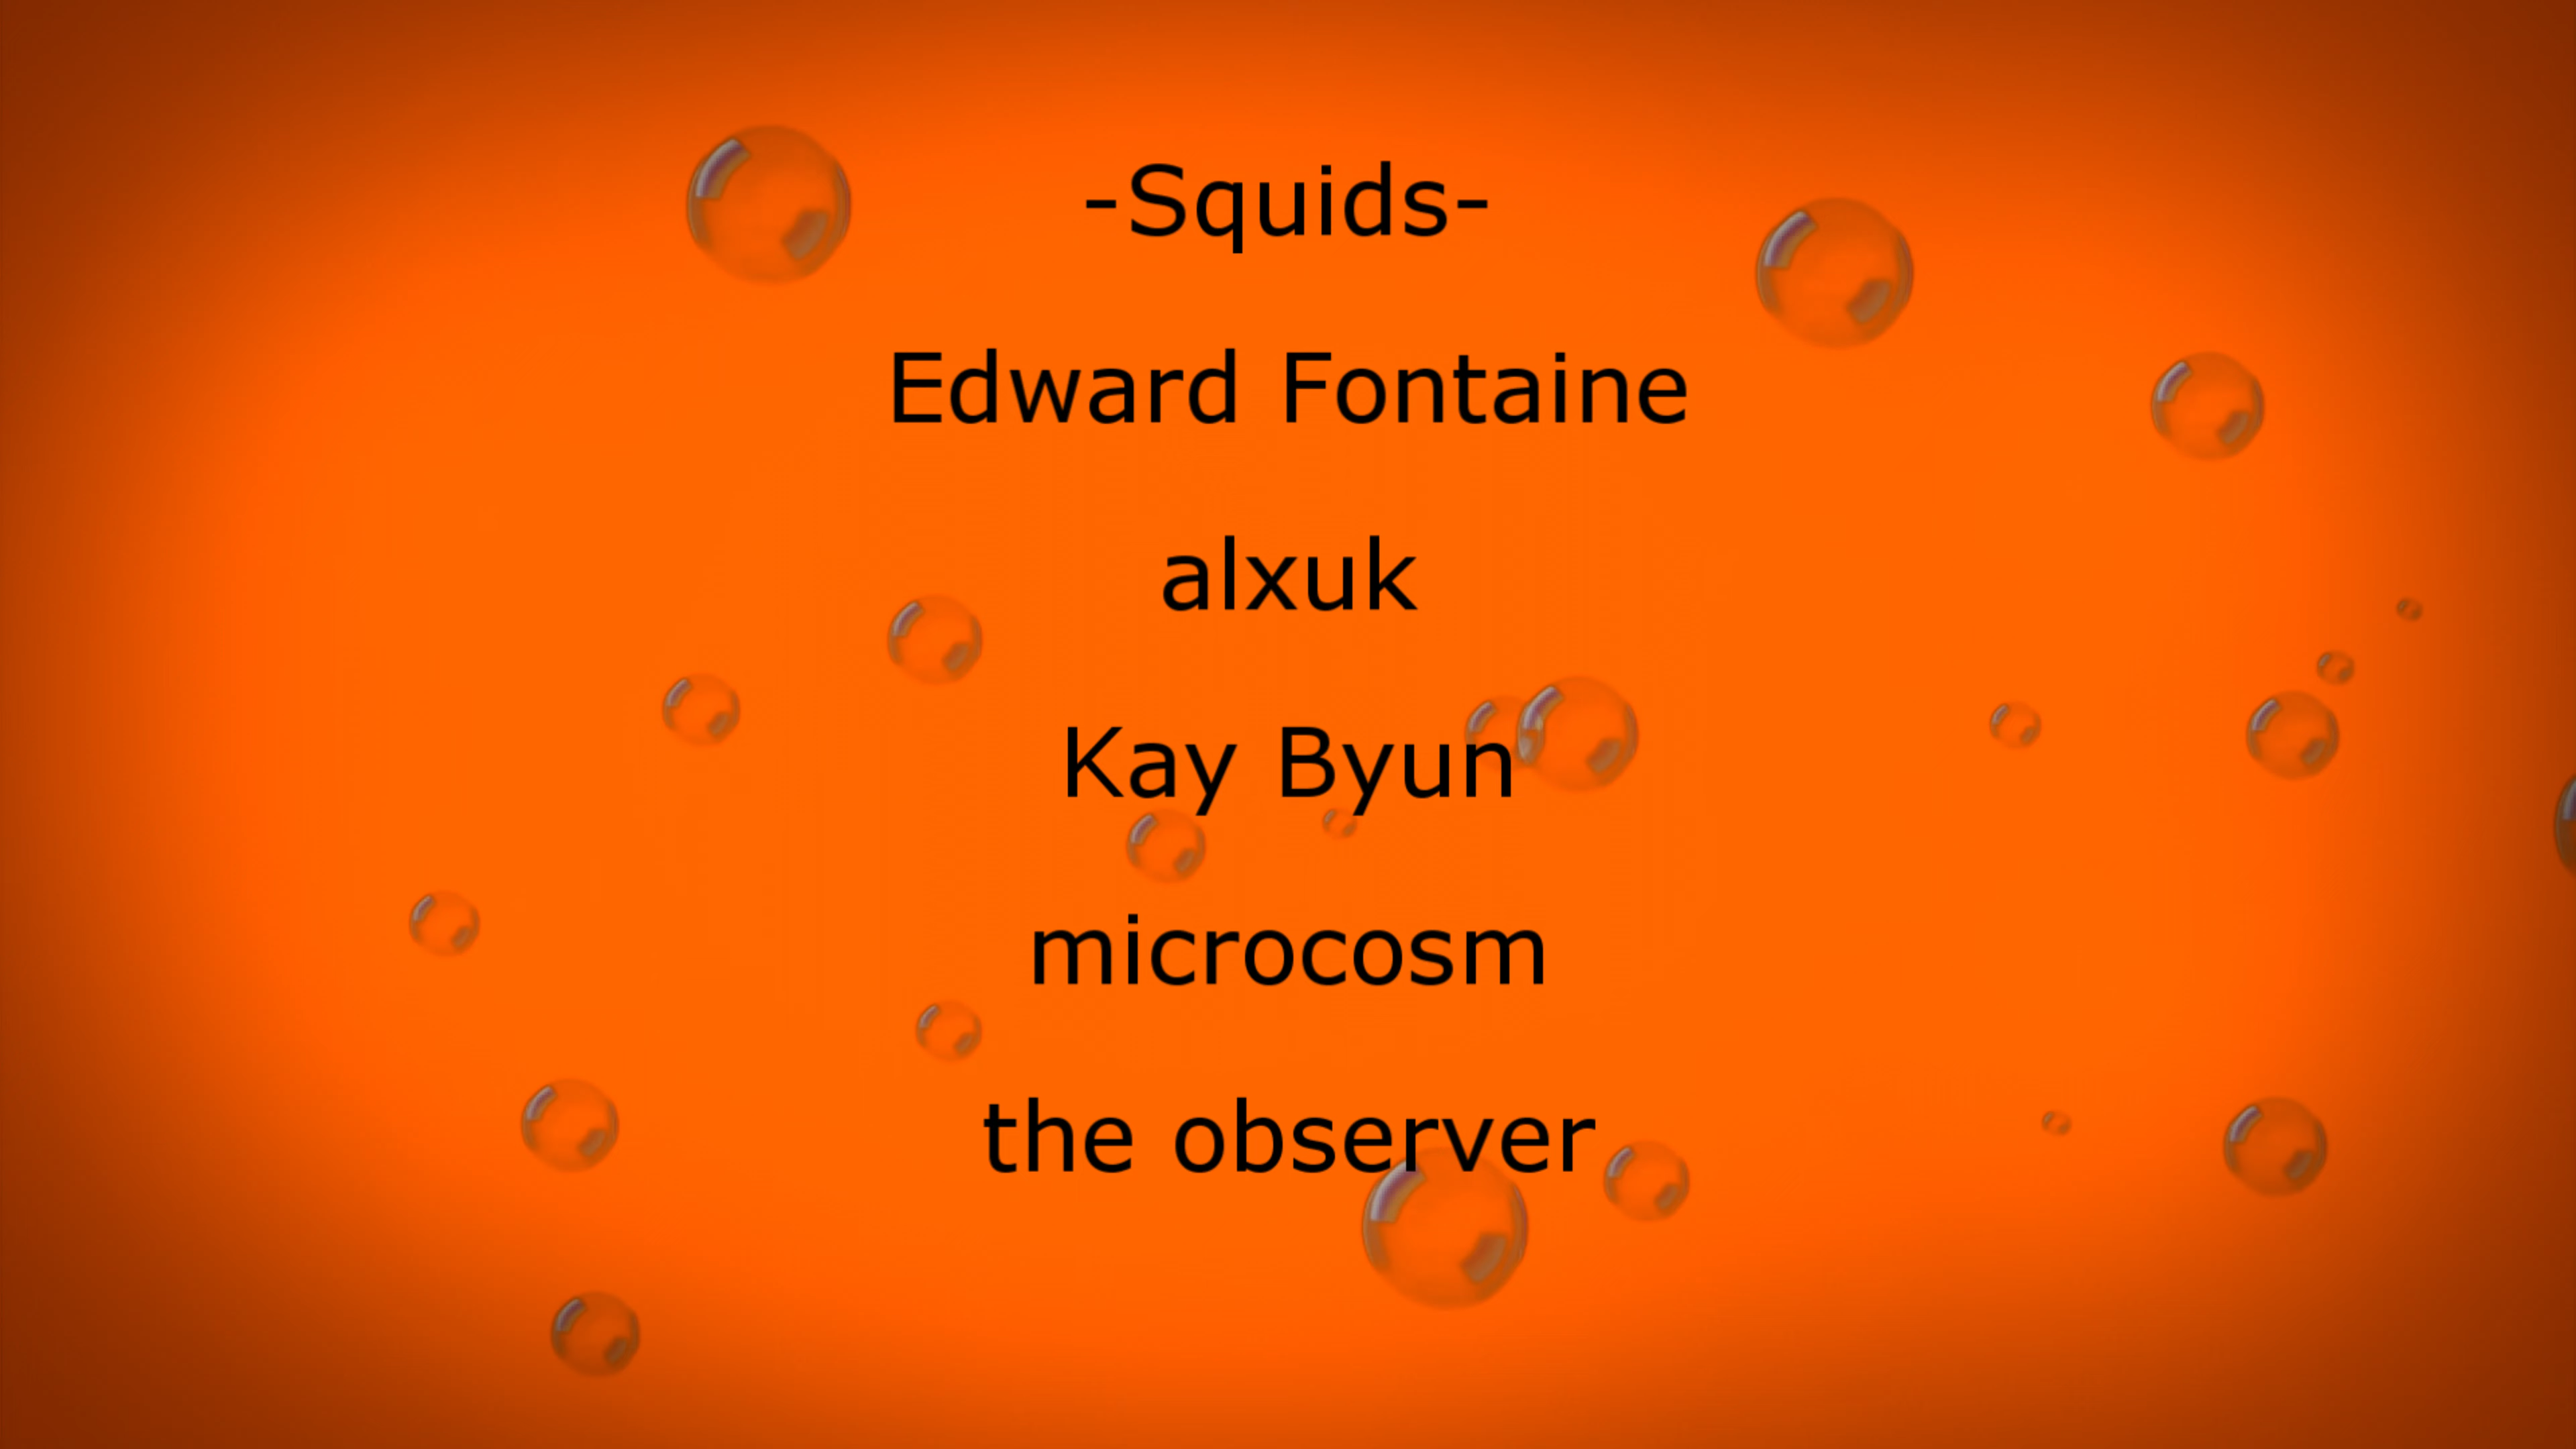 -Squids-
Edward Fontaine
alxuk
Kay Byun
microcosm
the observer